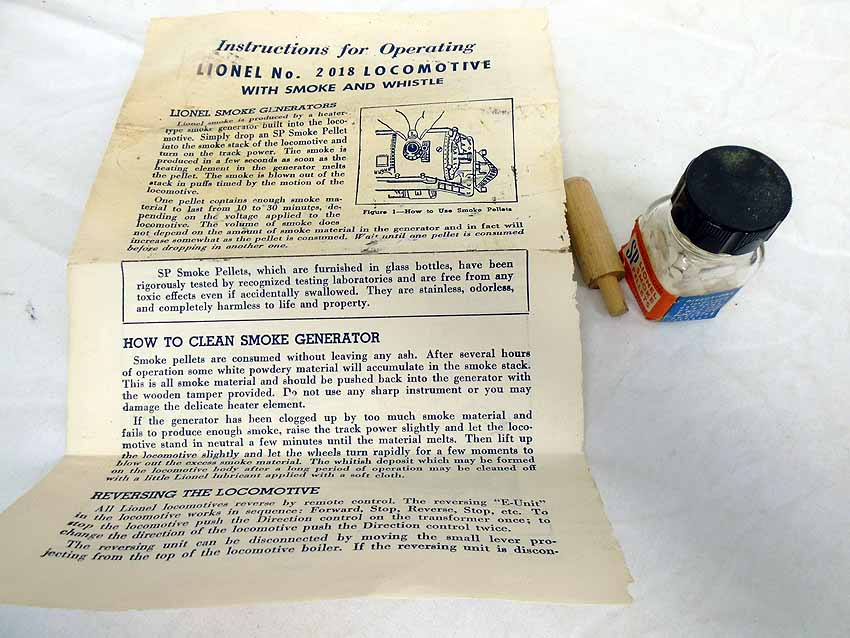 Instructions for Operating
LIONEL No. 2018 LOCOMOTIVE
WITH SMOKE AND WHISTLE
LIONEL SMOKE GENERATORS
Lionel smoke is produced by a heater-
type smoke generator built into the loco-
motive. Simply drop an SP Smoke Pellet
into the smoke stack of the locomotive and
turn on the track power. The smoke is
produced in a few seconds as soon as the
heating element in the generator melts
the pellet. The smoke is blown out of the
stack in puffs timed by the motion of the
locomotive.
One pellet contains enough smoke ma-
terial to last from 10 to 30 minutes, de-
pending on the voltage applied to the
locomotive. The volume of smoke does
not depend on the amount of smoke material in the generator and in fact will
increase somewhat as the pellet is consumed. Wait until one pellet is consumed
before dropping in another one.
Figure 1—How to Use Smoke Pellets
SP Smoke Pellets, which are furnished in glass bottles, have been
rigorously tested by recognized testing laboratories and are free from any
toxic effects even if accidentally swallowed. They are stainless, odorless,
and completely harmless to life and property.
HOW TO CLEAN SMOKE GENERATOR
Smoke pellets are consumed without leaving any ash. After several hours
of operation some white powdery material will accumulate in the smoke stack.
This is all smoke material and should be pushed back into the generator with
the wooden tamper provided. Do not use any sharp instrument or you may
damage the delicate heater element.
If the generator has been clogged up by too much smoke material and
fails to produce enough smoke, raise the track power slightly and let the loco-
motive stand in neutral a few minutes until the material melts. Then lift up
the locomotive slightly and let the wheels turn rapidly for a few moments to
blow out the excess smoke material. The whitish deposit which may be formed
on the locomotive body after a long period of operation may be cleaned off
with a little Lionel lubricant applied with a soft cloth.
REVERSING THE LOCOMOTIVE
All Lionel locomotives reverse by remote control. The reversing "E-Unit"
in the locomotive works in sequence: Forward, Stop, Reverse, Stop, etc. To
stop the locomotive push the Direction control on the transformer once; to
change the direction of the locomotive push the Direction control twice.
The reversing unit can be disconnected by moving the small lever pro-
jecting from the top of the locomotive boiler. If the reversing unit is discon-
SP
LIONEL